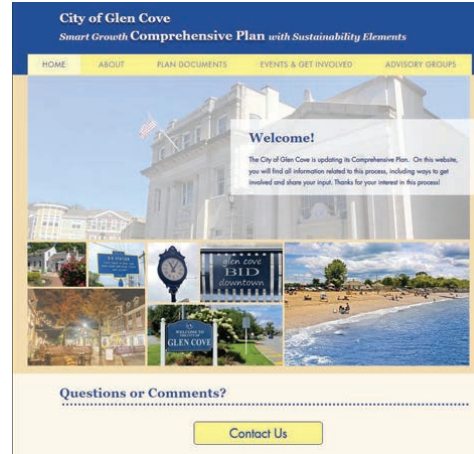 City of Glen Cove
Smart Growth Comprehensive Plan with Sustainability Elements
HOME ABOUT PLAN DOCUMENTS EVENTS & GET INVOLVED ADVISORY GROUPS
Welcome!
The City of Glen Cove is updating its Comprehensive Plan. On this website,
you will find all information related to this process, including ways to get
involved and share your input. Thanks for your interest in this process!
glen cove
BID
downtown
WELCOME TO
GLEN COVE
Questions or Comments?
Contact Us